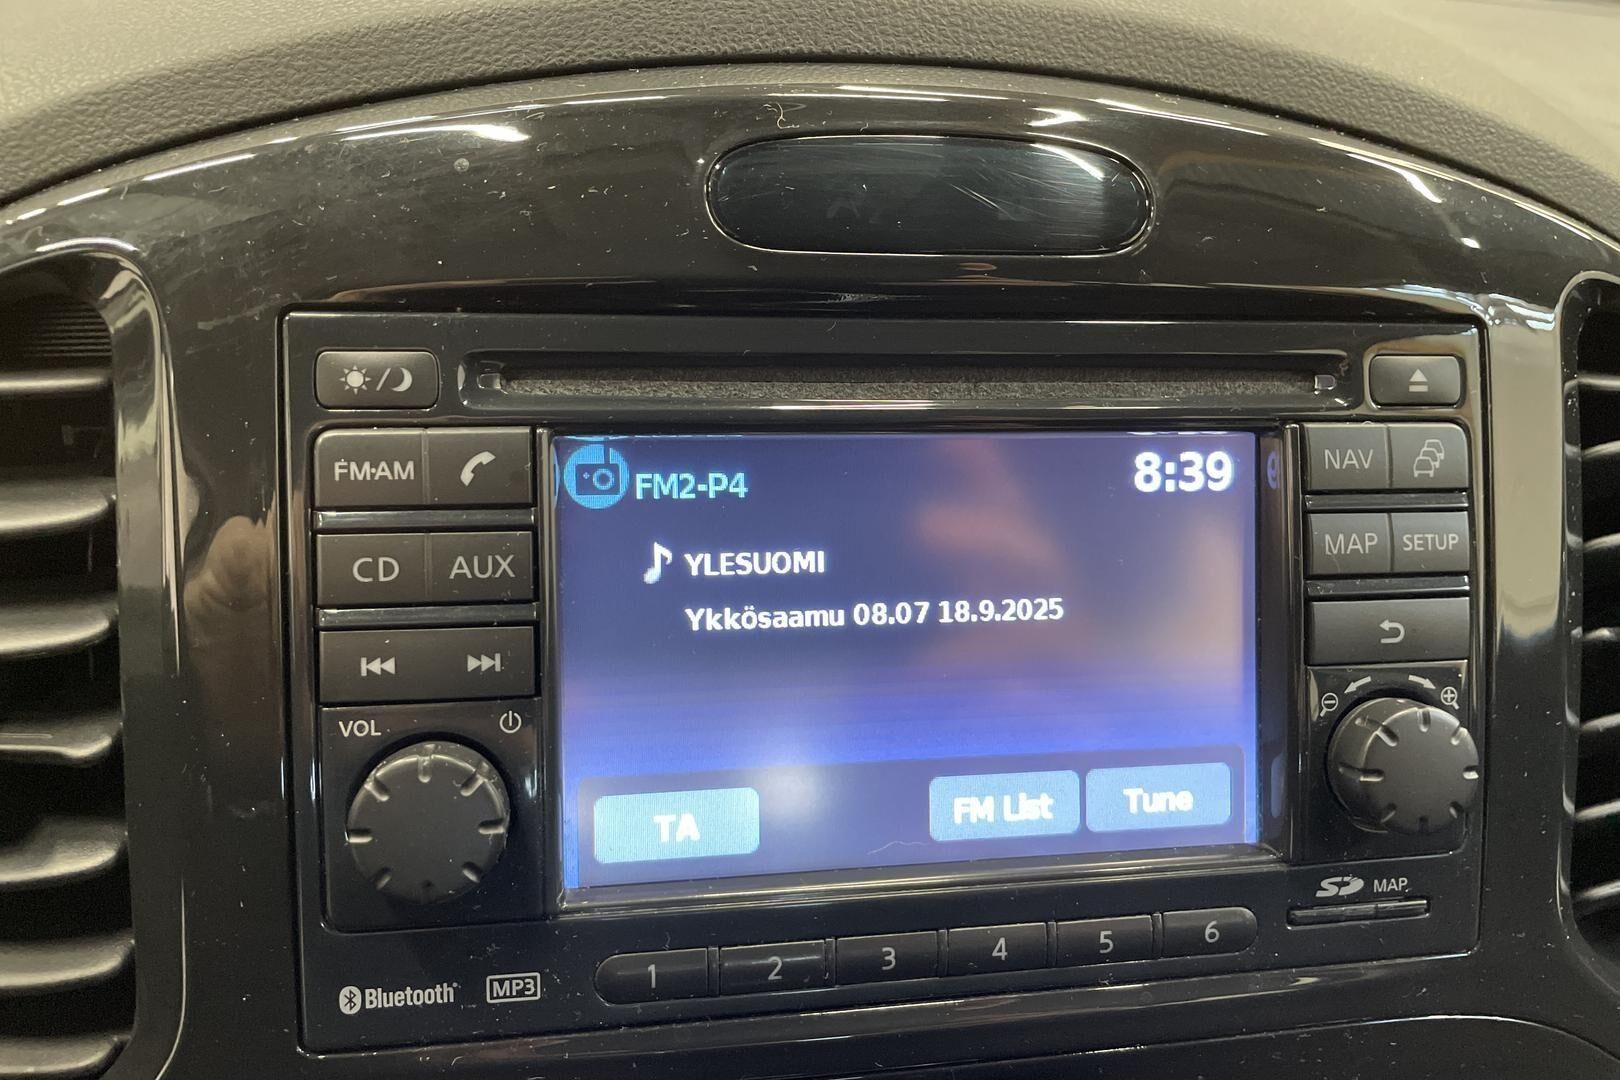 FM·AM
CD AUX
VOL
FM2-P4 8:39
YLESUOMI
Ykkösaamu 08.07 18.9.2025
TA FM List Tune
NAV
MAP SETUP
SD MAP
Bluetooth MP3
1 2 3 4 5 6